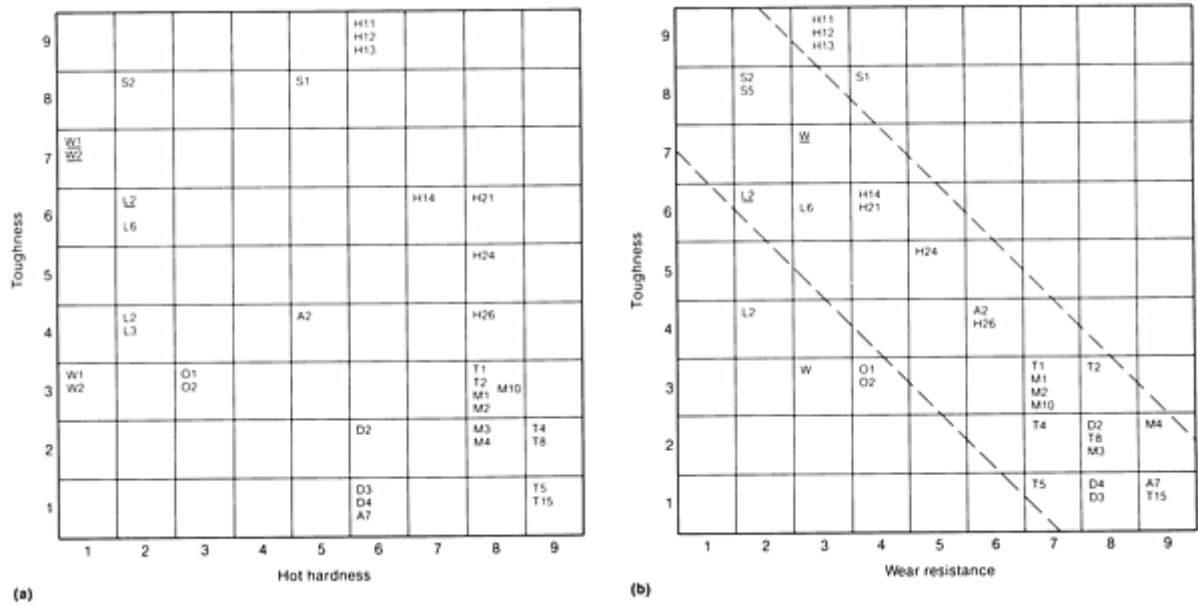 Toughness
9
H11
H12
H13
8
S2
S1
7
W1
W2
6
L2
L6
H14
H21
5
H24
4
L2
L3
A2
H26
3
W1
W2
O1
O2
T1
T2
M1
M2
M10
2
D2
M3
M4
T4
T8
1
D3
D4
A7
T5
T15
1 2 3 4 5 6 7 8 9
Hot hardness
(a)
Toughness
9
H11
H12
H13
8
S2
S5
S1
7
W
6
L2
L6
H14
H21
5
H24
4
L2
A2
H26
3
W
O1
O2
T1
M1
M2
M10
T2
2
T4
D2
T8
M3
M4
1
T5
D4
D3
A7
T15
1 2 3 4 5 6 7 8 9
Wear resistance
(b)